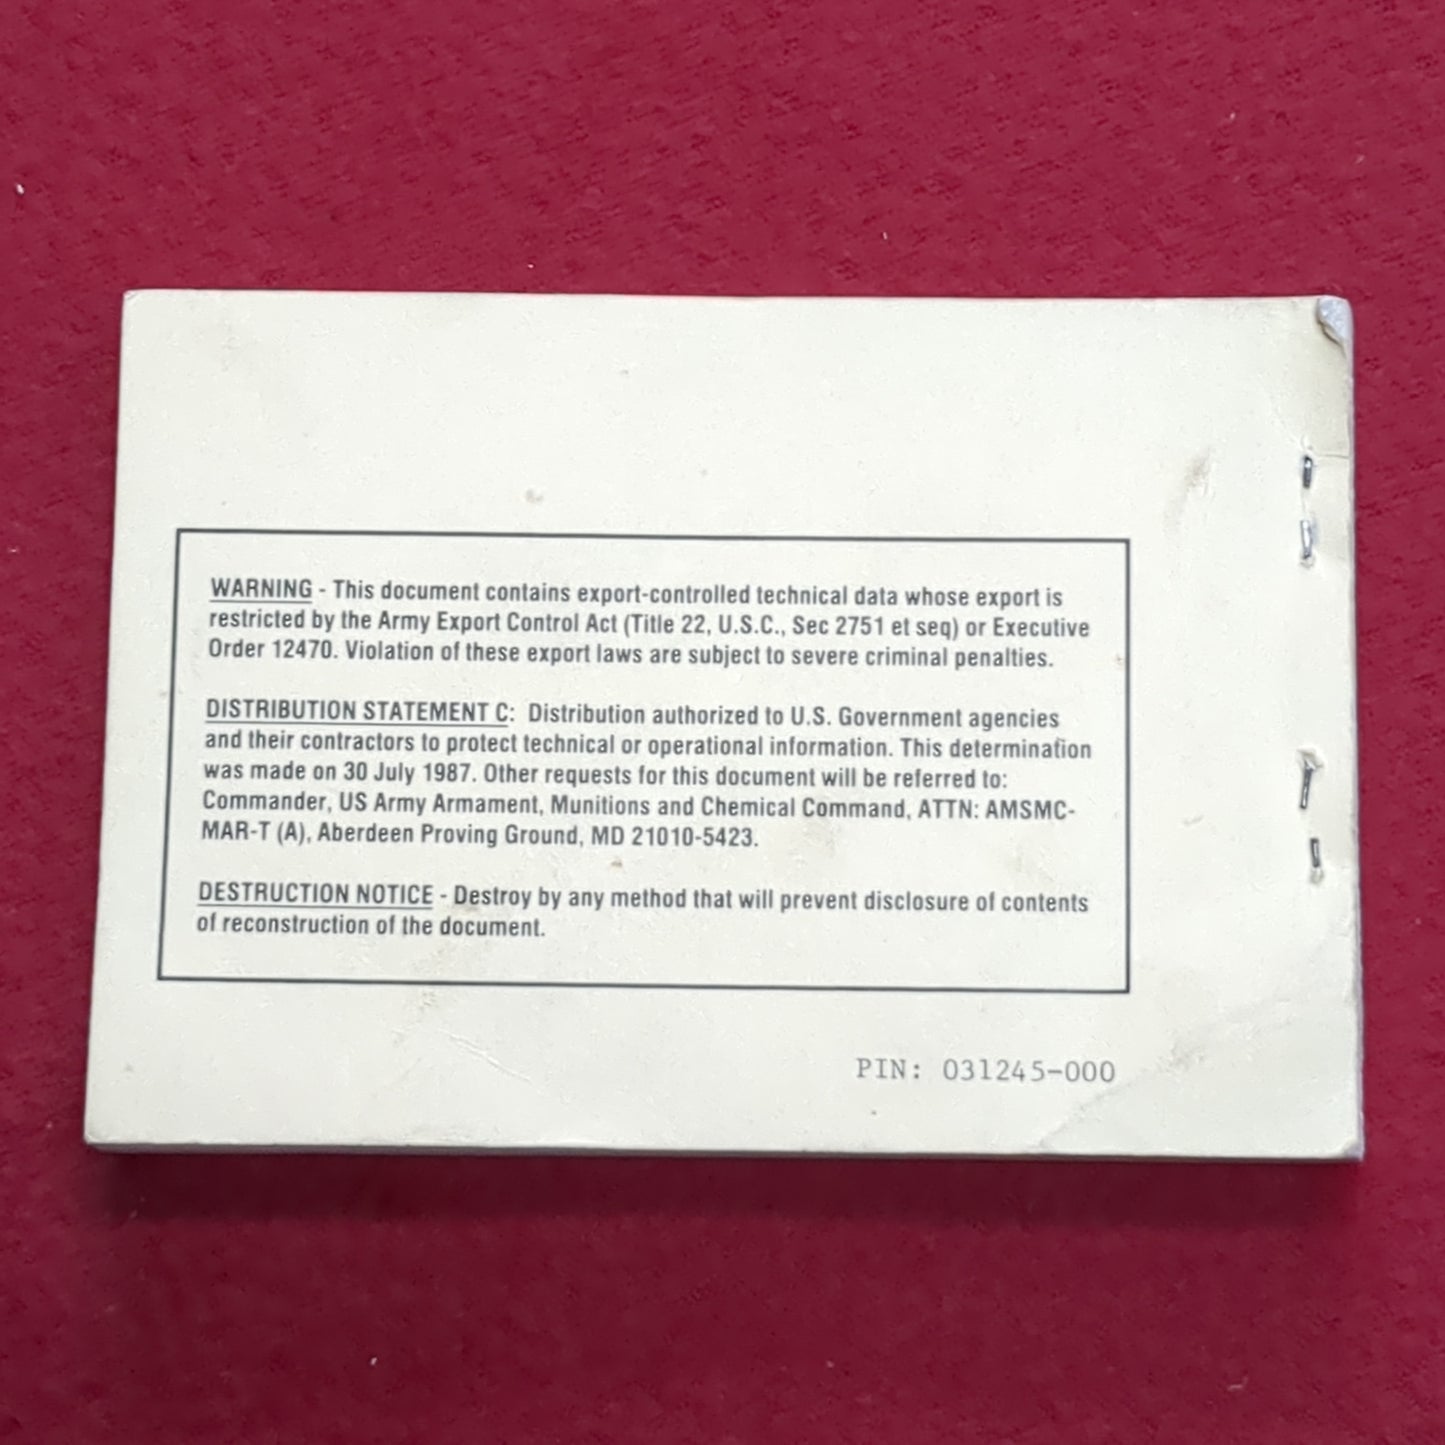 WARNING - This document contains export-controlled technical data whose export is
restricted by the Army Export Control Act (Title 22, U.S.C., Sec 2751 et seq) or Executive
Order 12470. Violation of these export laws are subject to severe criminal penalties.
DISTRIBUTION STATEMENT C: Distribution authorized to U.S. Government agencies
and their contractors to protect technical or operational information. This determination
was made on 30 July 1987. Other requests for this document will be referred to:
Commander, US Army Armament, Munitions and Chemical Command, ATTN: AMSMC-
MAR-T (A), Aberdeen Proving Ground, MD 21010-5423.
DESTRUCTION NOTICE - Destroy by any method that will prevent disclosure of contents
of reconstruction of the document.
PIN: 031245-000